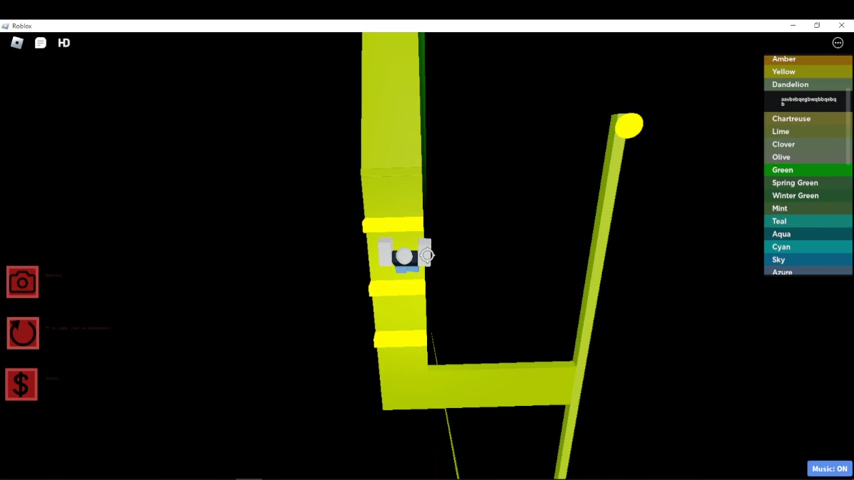 Roblox
HD
Amber
Yellow
Dandelion
Chartreuse
Lime
Clover
Olive
Green
Spring Green
Winter Green
Mint
Teal
Aqua
Cyan
Sky
Azure
$
Music: ON